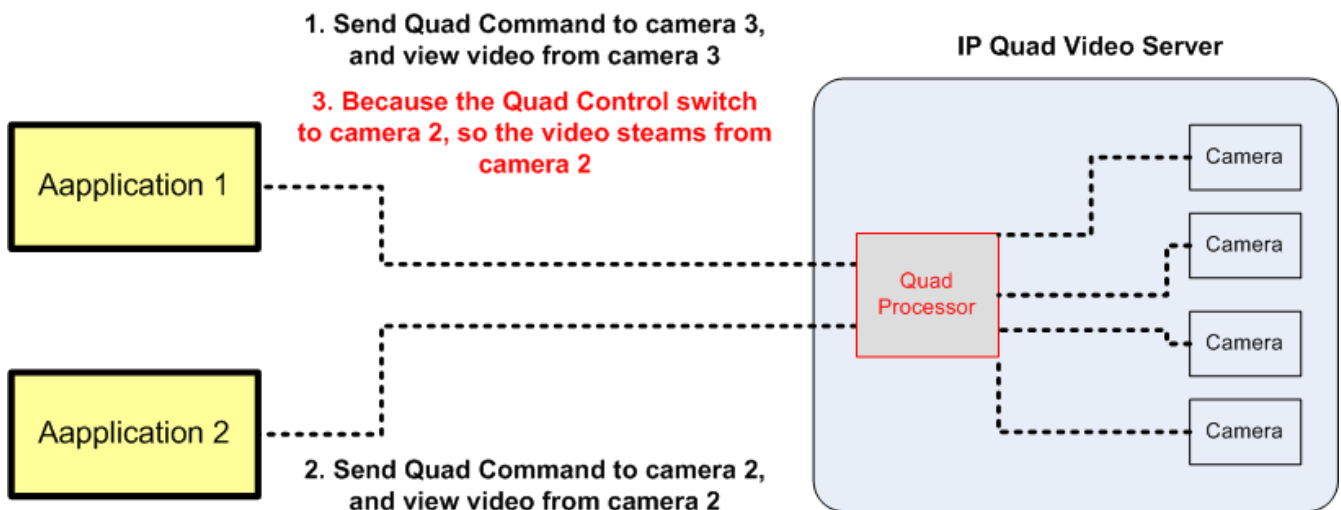 1. Send Quad Command to camera 3,
and view video from camera 3
IP Quad Video Server
3. Because the Quad Control switch
to camera 2, so the video steams from
camera 2
Aapplication 1
Camera
Camera
Quad
Processor
Camera
Aapplication 2
Camera
2. Send Quad Command to camera 2,
and view video from camera 2